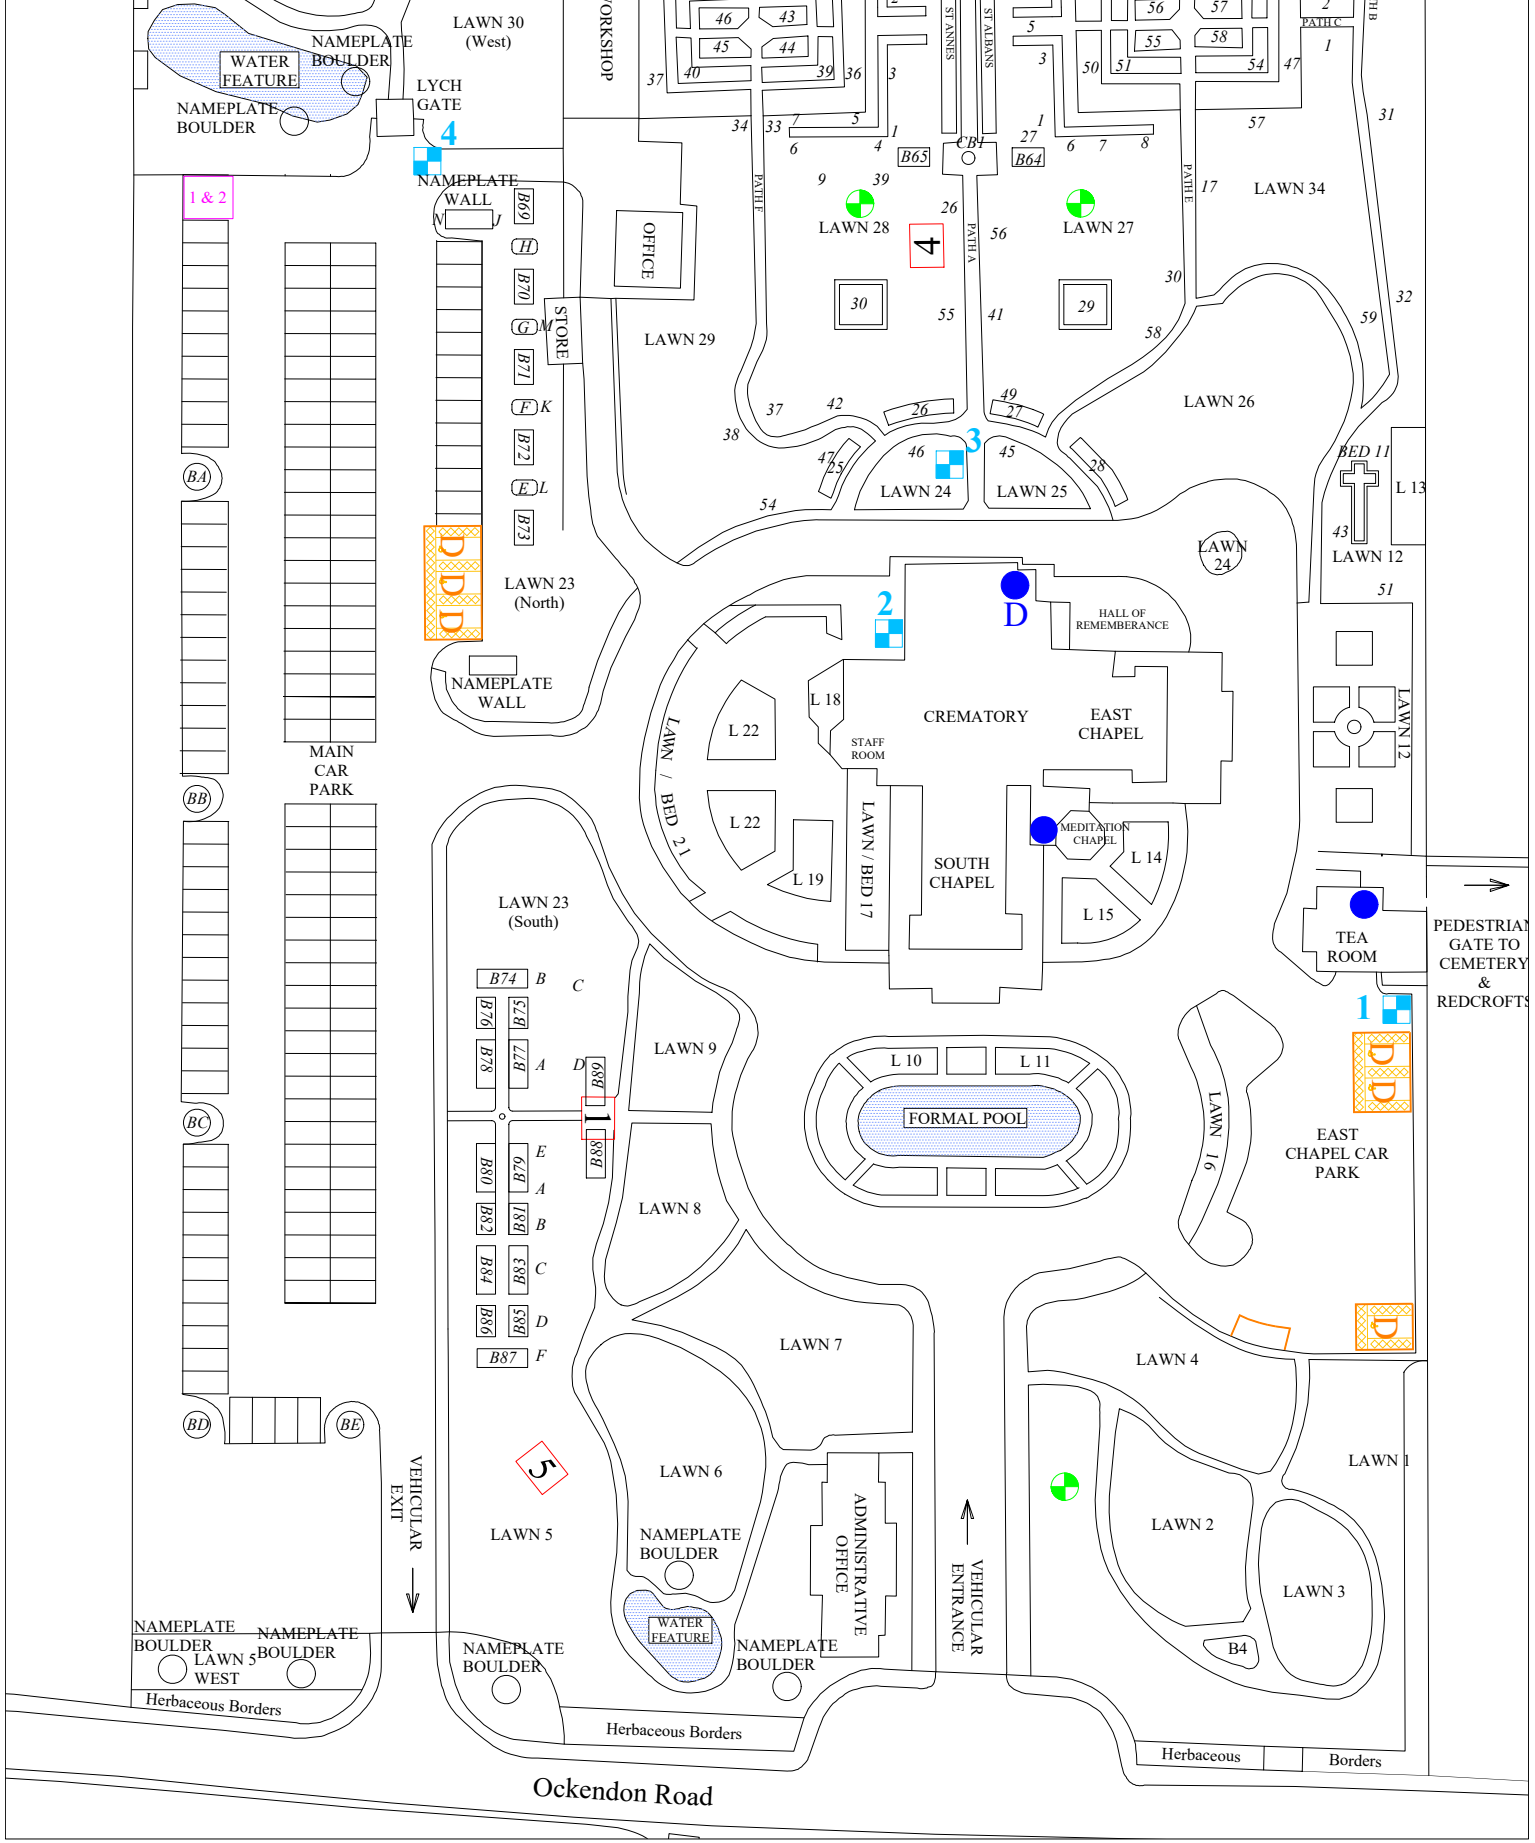 LAWN 30
(West)
WORKSHOP
NAMEPLATE
BOULDER
WATER
FEATURE
NAMEPLATE
BOULDER
LYCH
GATE
4
1 & 2
NAMEPLATE
WALL
N
J
B69
H
B70
G
M
B71
F
K
B72
E
L
B73
OFFICE
STORE
46
43
45
44
37
40
39
36
3
2
ST ANNES
ST ALBANS
5
3
50
51
56
57
55
58
54
47
2
PATH C
1
PATH B
31
57
34
33
7
5
1
6
4
B65
CB1
B64
1
27
6
7
8
9
39
26
PATH F
PATH A
PATH E
17
LAWN 34
LAWN 28
4
56
LAWN 27
30
30
55
41
29
58
32
59
LAWN 29
LAWN 26
37
42
38
26
49
27
3
46
45
47
25
28
LAWN 24
LAWN 25
54
BED 11
L 13
43
LAWN 12
51
LAWN
24
BA
D
D
D
LAWN 23
(North)
NAMEPLATE
WALL
2
D
HALL OF
REMEMBERANCE
L 18
CREMATORY
EAST
CHAPEL
L 22
STAFF
ROOM
LAWN / BED 21
LAWN 12
MAIN
CAR
PARK
BB
L 22
L 19
LAWN / BED 17
SOUTH
CHAPEL
MEDITATION
CHAPEL
L 14
L 15
TEA
ROOM
PEDESTRIAN
GATE TO
CEMETERY
&
REDCROFTS
LAWN 23
(South)
B74
B
C
B76
B75
B78
B77
A
D
B89
1
B88
BC
LAWN 9
L 10
L 11
FORMAL POOL
LAWN 16
1
D
D
EAST
CHAPEL CAR
PARK
B80
B79
E
A
B82
B81
B
B84
B83
C
B86
B85
D
B87
F
LAWN 8
LAWN 7
LAWN 4
D
BD
BE
VEHICULAR
EXIT
5
LAWN 6
LAWN 5
NAMEPLATE
BOULDER
ADMINISTRATIVE
OFFICE
VEHICULAR
ENTRANCE
LAWN 1
LAWN 2
LAWN 3
B4
WATER
FEATURE
NAMEPLATE
BOULDER
NAMEPLATE
BOULDER
NAMEPLATE
BOULDER
LAWN 5
WEST
NAMEPLATE
BOULDER
Herbaceous Borders
Herbaceous Borders
Herbaceous
Borders
Ockendon Road